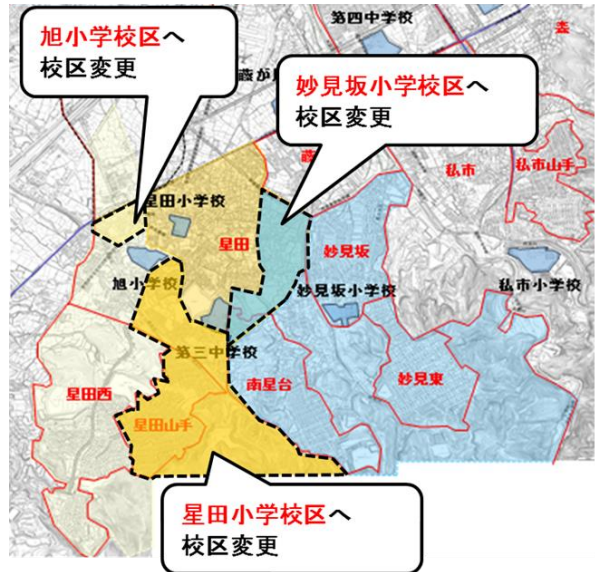 第四中学校
旭小学校区へ
校区変更
妙見坂小学校区へ
校区変更
私市
私市山手
星田小学校
星田
妙見坂
旭小学校
妙見坂小学校
私市小学校
第三中学校
星田西
南星台
妙見東
星田山手
星田小学校区へ
校区変更